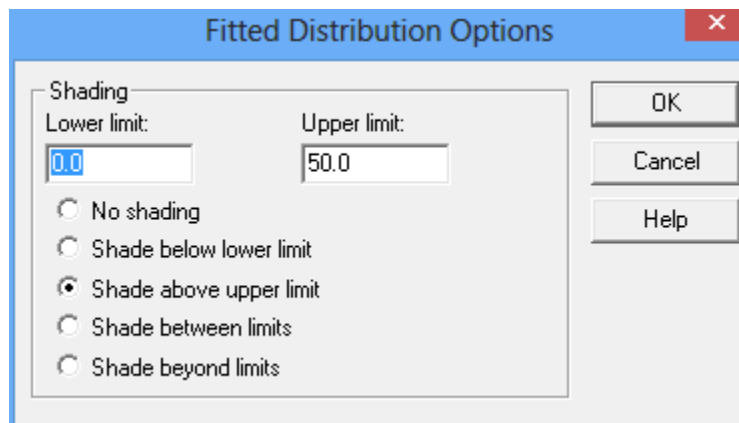 Fitted Distribution Options
Shading
Lower limit: Upper limit:
0.0 50.0
No shading
Shade below lower limit
Shade above upper limit
Shade between limits
Shade beyond limits
OK
Cancel
Help